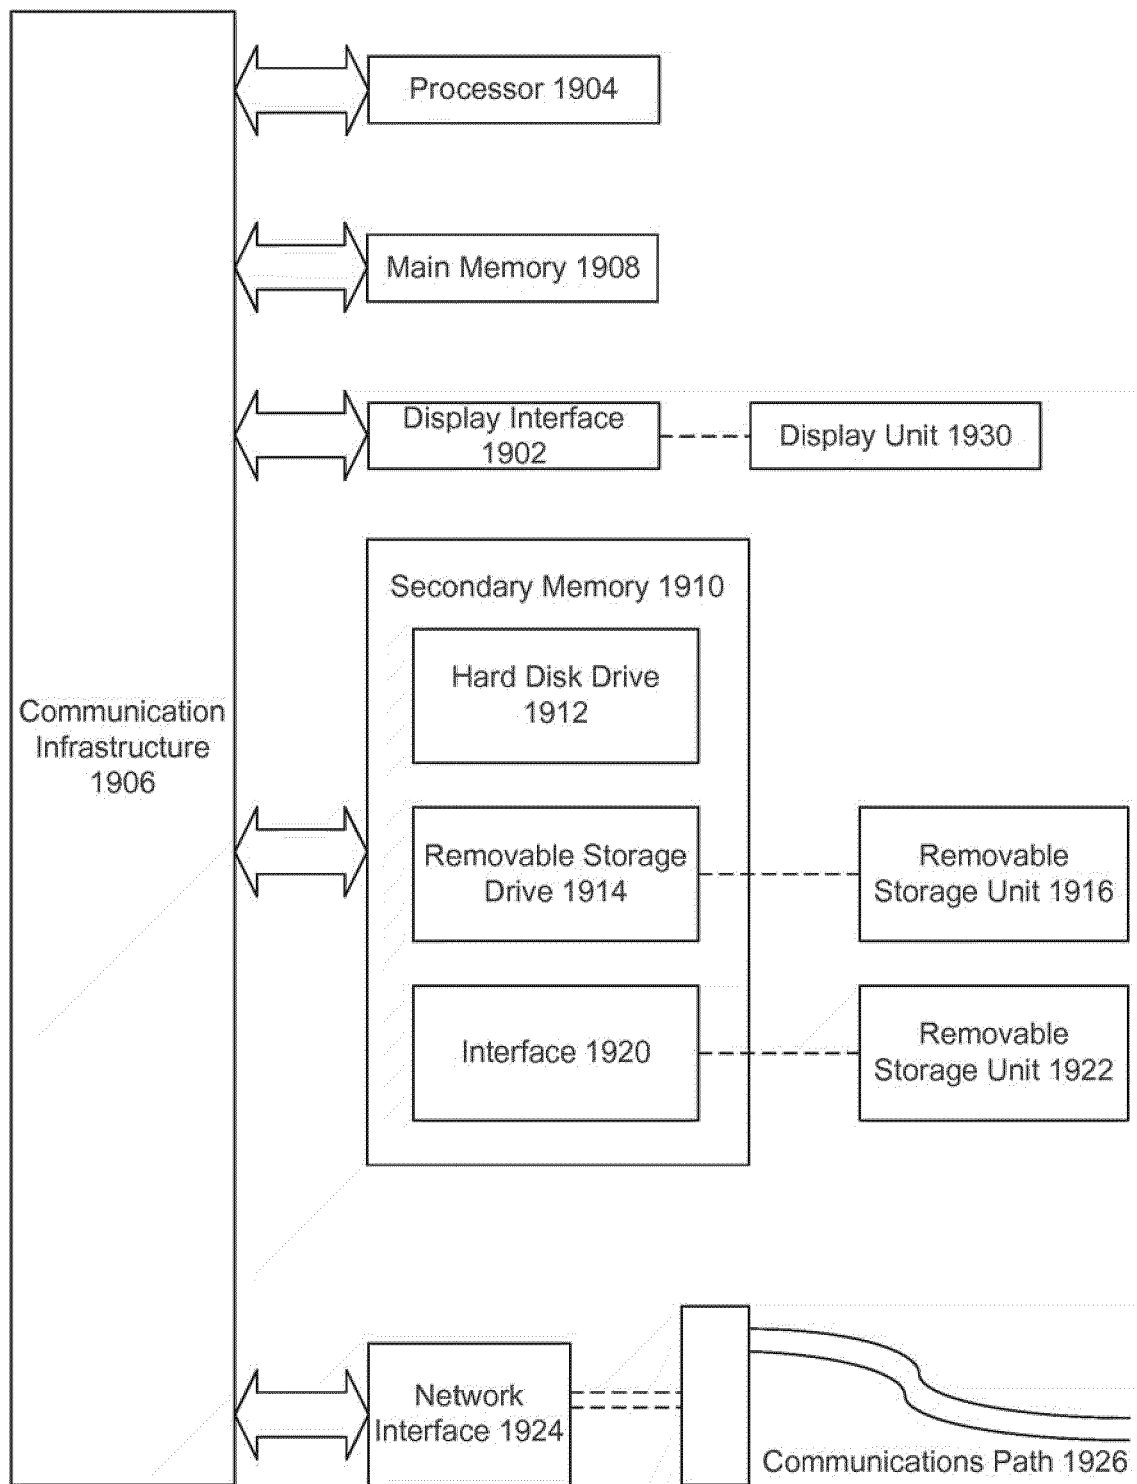 Processor 1904
Main Memory 1908
Display Interface
1902
Display Unit 1930
Secondary Memory 1910
Hard Disk Drive
1912
Communication
Infrastructure
1906
Removable Storage
Drive 1914
Removable
Storage Unit 1916
Interface 1920
Removable
Storage Unit 1922
Network
Interface 1924
Communications Path 1926